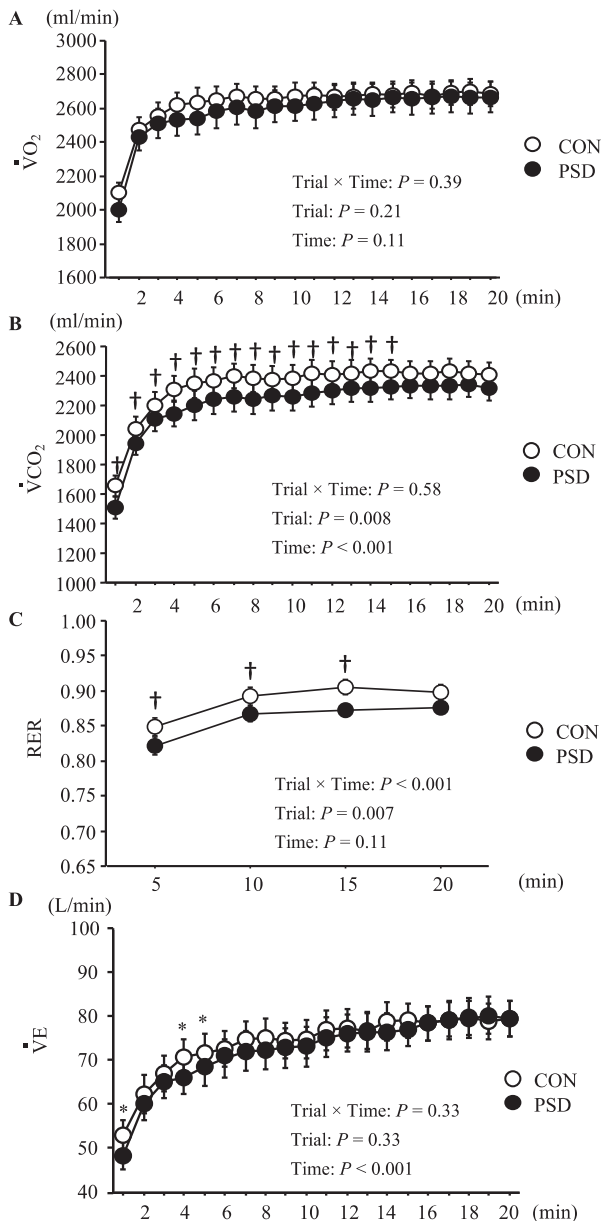 A (ml/min)
3000
2800
2600
2400
2200
2000
1800
1600
V̇O₂
2 4 6 8 10 12 14 16 18 20 (min)
CON
PSD
Trial × Time: P = 0.39
Trial: P = 0.21
Time: P = 0.11
B (ml/min)
2600
2400
2200
2000
1800
1600
1400
1200
1000
V̇CO₂
† † † † † † † † † † † † † † †
2 4 6 8 10 12 14 16 18 20 (min)
CON
PSD
Trial × Time: P = 0.58
Trial: P = 0.008
Time: P < 0.001
C
1.00
0.95
0.90
0.85
0.80
0.75
0.70
0.65
RER
† † †
5 10 15 20 (min)
CON
PSD
Trial × Time: P < 0.001
Trial: P = 0.007
Time: P = 0.11
D (L/min)
100
90
80
70
60
50
40
V̇E
* * *
2 4 6 8 10 12 14 16 18 20 (min)
CON
PSD
Trial × Time: P = 0.33
Trial: P = 0.33
Time: P < 0.001